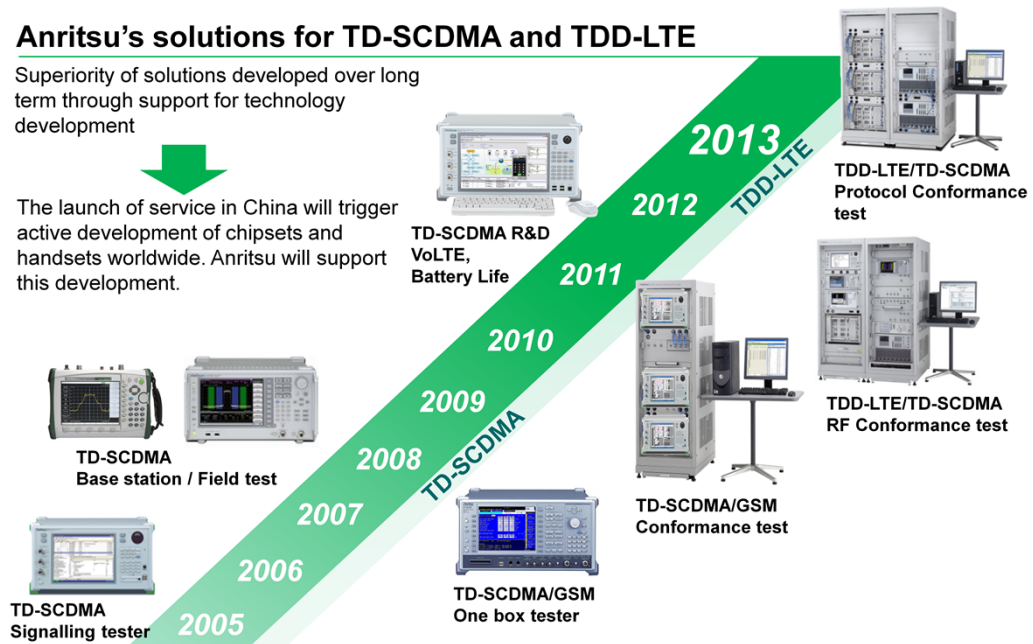 Anritsu's solutions for TD-SCDMA and TDD-LTE
Superiority of solutions developed over long
term through support for technology
development
The launch of service in China will trigger
active development of chipsets and
handsets worldwide. Anritsu will support
this development.
TD-SCDMA R&D
VoLTE,
Battery Life
TDD-LTE/TD-SCDMA
Protocol Conformance
test
TDD-LTE/TD-SCDMA
RF Conformance test
TD-SCDMA/GSM
Conformance test
TD-SCDMA
Base station / Field test
TD-SCDMA/GSM
One box tester
TD-SCDMA
Signalling tester
2013
2012
2011
2010
2009
2008
2007
2006
2005
TDD-LTE
TD-SCDMA